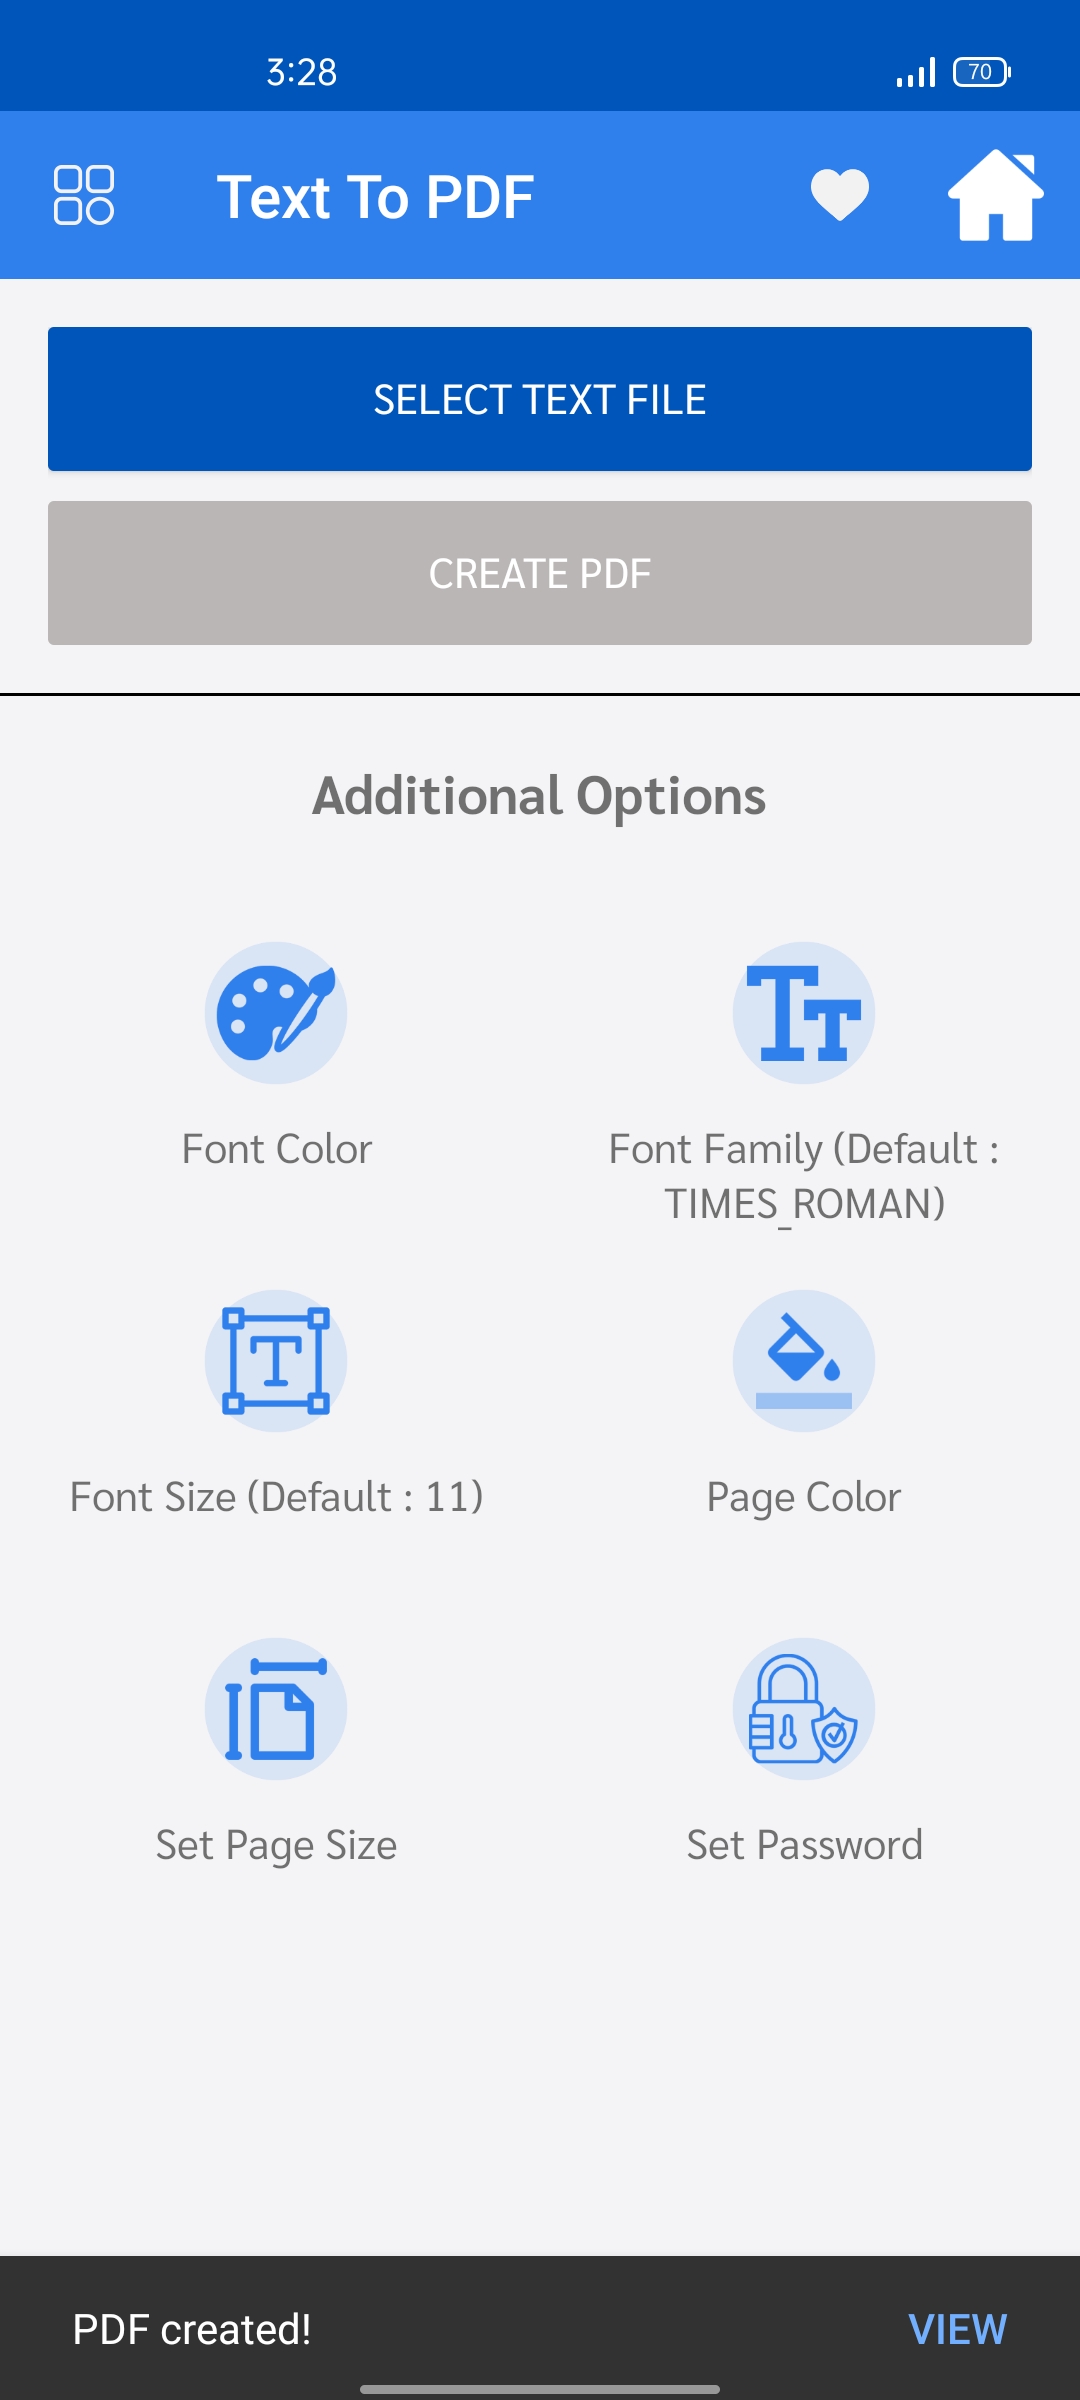 3:28
70
Text To PDF
SELECT TEXT FILE
CREATE PDF
Additional Options
Font Color
Font Family (Default :
TIMES_ROMAN)
Font Size (Default : 11)
Page Color
Set Page Size
Set Password
PDF created!
VIEW